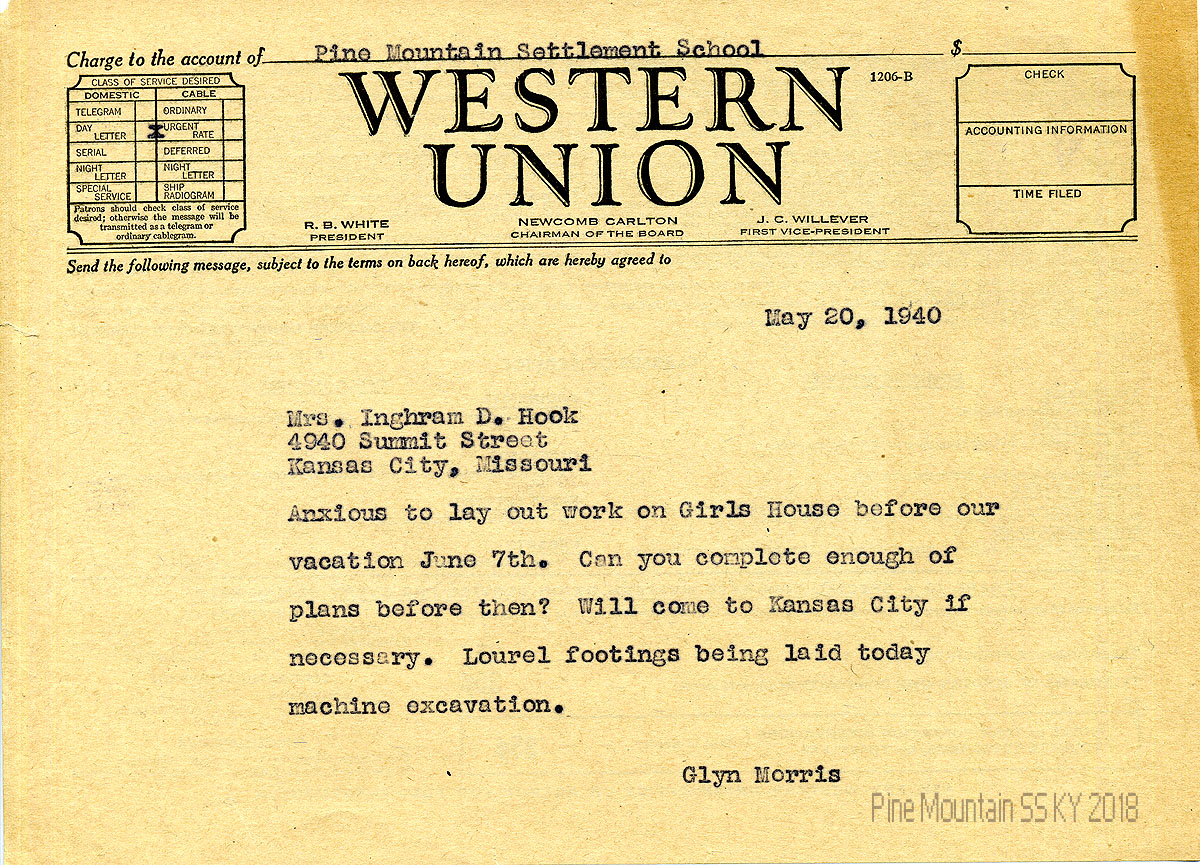 Charge to the account of Pine Mountain Settlement School $
CLASS OF SERVICE DESIRED
DOMESTIC CABLE
TELEGRAM ORDINARY
DAY LETTER X URGENT RATE
SERIAL DEFERRED
NIGHT LETTER NIGHT LETTER
SPECIAL SERVICE SHIP RADIOGRAM
Patrons should check class of service
desired; otherwise the message will be
transmitted as a telegram or
ordinary cablegram.
WESTERN
UNION
1206-B
R. B. WHITE
PRESIDENT
NEWCOMB CARLTON
CHAIRMAN OF THE BOARD
J. C. WILLEVER
FIRST VICE-PRESIDENT
CHECK
ACCOUNTING INFORMATION
TIME FILED
Send the following message, subject to the terms on back hereof, which are hereby agreed to
May 20, 1940
Mrs. Inghram D. Hook
4940 Summit Street
Kansas City, Missouri
Anxious to lay out work on Girls House before our
vacation June 7th. Can you complete enough of
plans before then? Will come to Kansas City if
necessary. Lourel footings being laid today
machine excavation.
Glyn Morris
Pine Mountain SS KY 2018